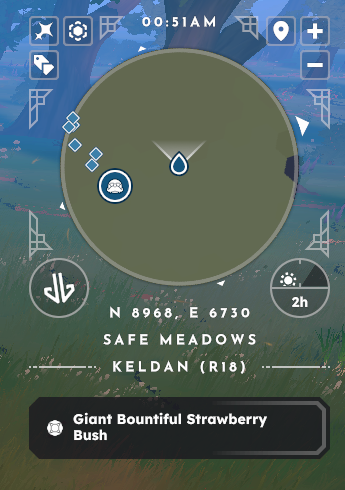 00:51AM
2h
N 8968, E 6730
SAFE MEADOWS
KELDAN (R18)
Giant Bountiful Strawberry
Bush